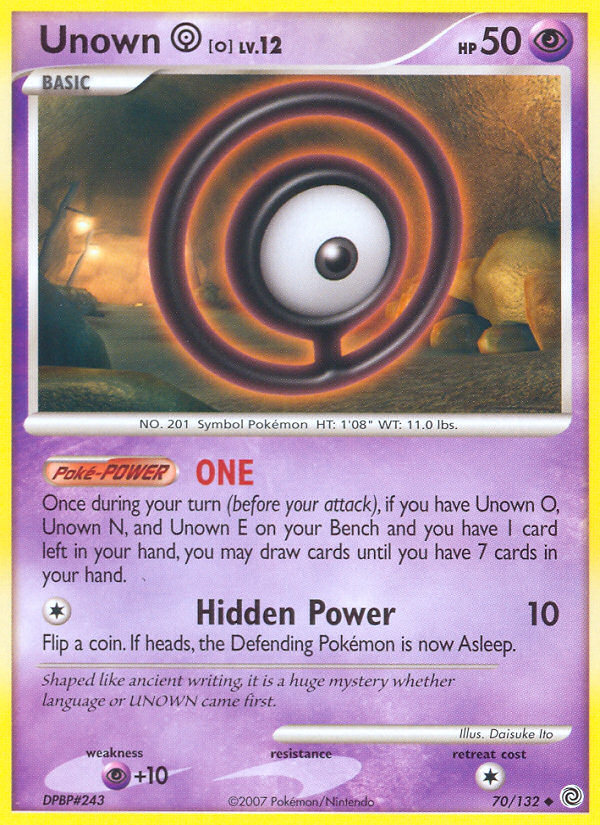 Unown [O] LV.12 HP 50
BASIC
NO. 201 Symbol Pokémon HT: 1'08" WT: 11.0 lbs.
Poké-POWER ONE
Once during your turn (before your attack), if you have Unown O,
Unown N, and Unown E on your Bench and you have 1 card
left in your hand, you may draw cards until you have 7 cards in
your hand.
Hidden Power 10
Flip a coin. If heads, the Defending Pokémon is now Asleep.
Shaped like ancient writing, it is a huge mystery whether
language or UNOWN came first.
Illus. Daisuke Ito
weakness resistance retreat cost
+10
DPBP#243 ©2007 Pokémon/Nintendo 70/132